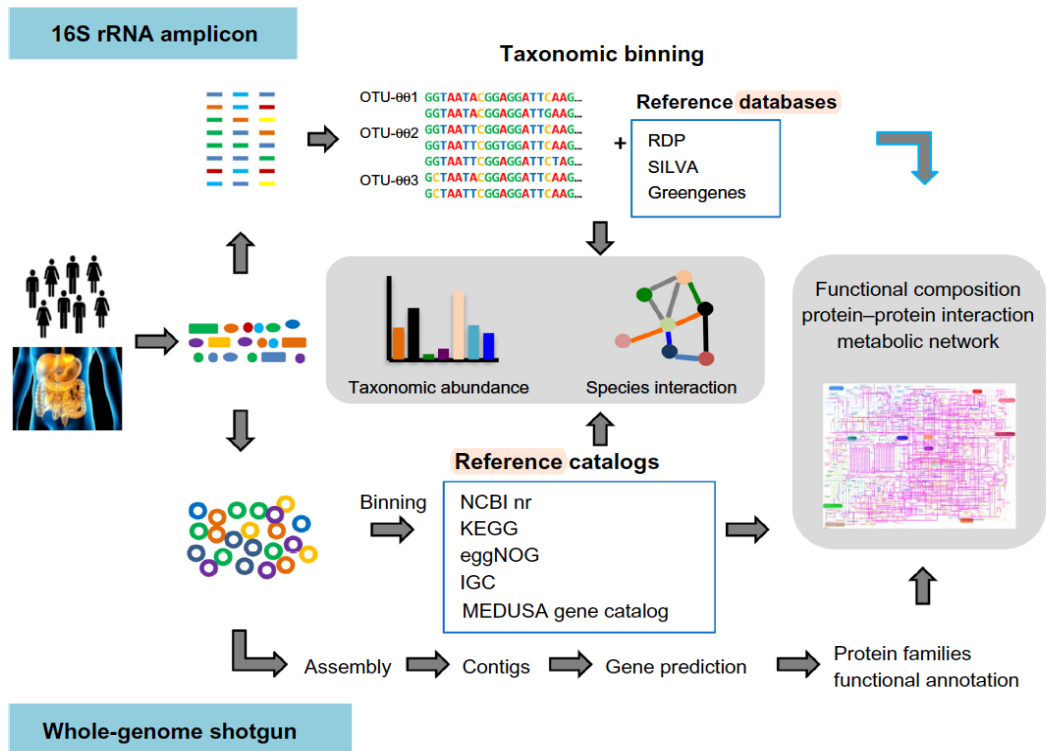 16S rRNA amplicon
Taxonomic binning
OTU-001 GGTAATACGGAGGATTCAAG...
GGTAATACGGAGGATTGAAG...
OTU-002 GGTAATTCGGAGGATTCAAG...
GGTAATTCGGTGGATTCAAG...
GGTAATTCGGAGGATTCTAG...
OTU-003 GCTAATACGGAGGATTCAAG...
GCTAATTCGGAGGATTCAAG...
+
Reference databases
RDP
SILVA
Greengenes
Taxonomic abundance
Species interaction
Functional composition
protein–protein interaction
metabolic network
Binning
Reference catalogs
NCBI nr
KEGG
eggNOG
IGC
MEDUSA gene catalog
Assembly
Contigs
Gene prediction
Protein families
functional annotation
Whole-genome shotgun